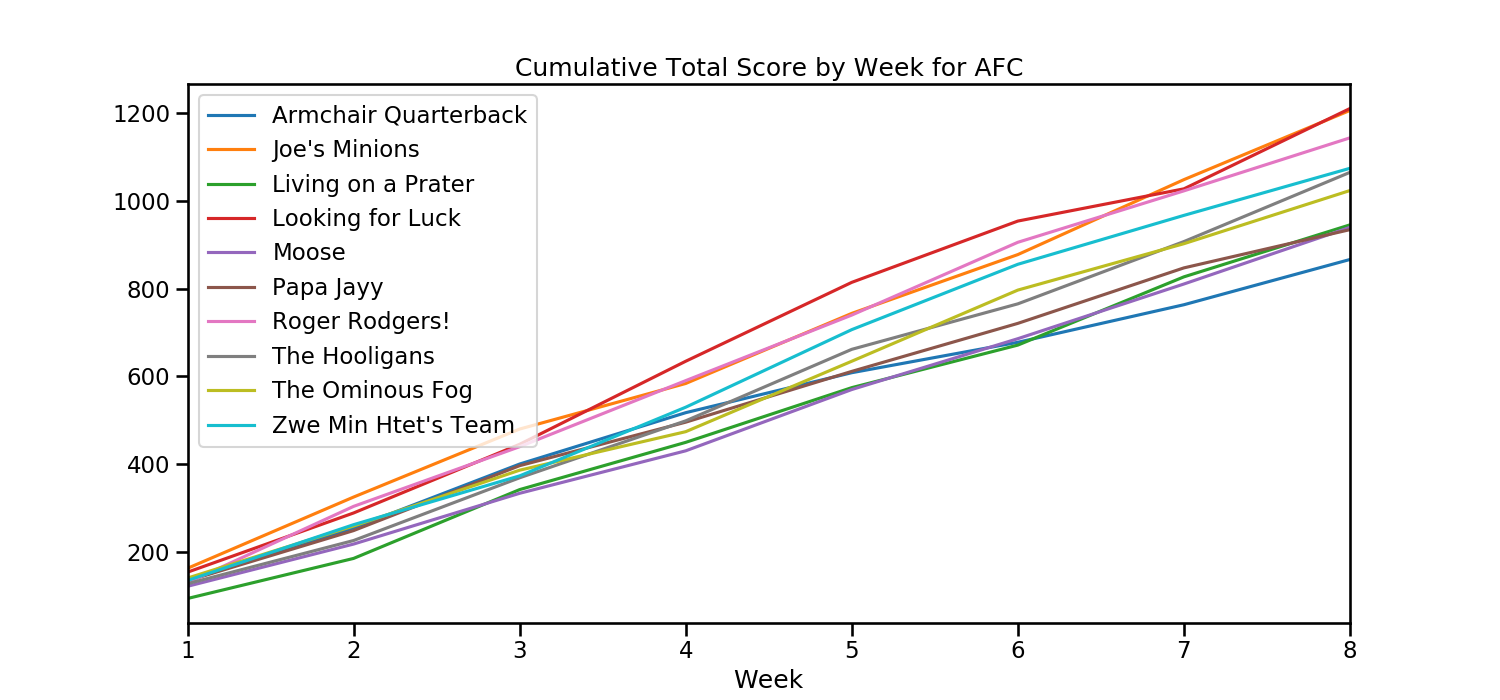 Cumulative Total Score by Week for AFC
1200
1000
800
600
400
200
Armchair Quarterback
Joe's Minions
Living on a Prater
Looking for Luck
Moose
Papa Jayy
Roger Rodgers!
The Hooligans
The Ominous Fog
Zwe Min Htet's Team
1 2 3 4 5 6 7 8
Week